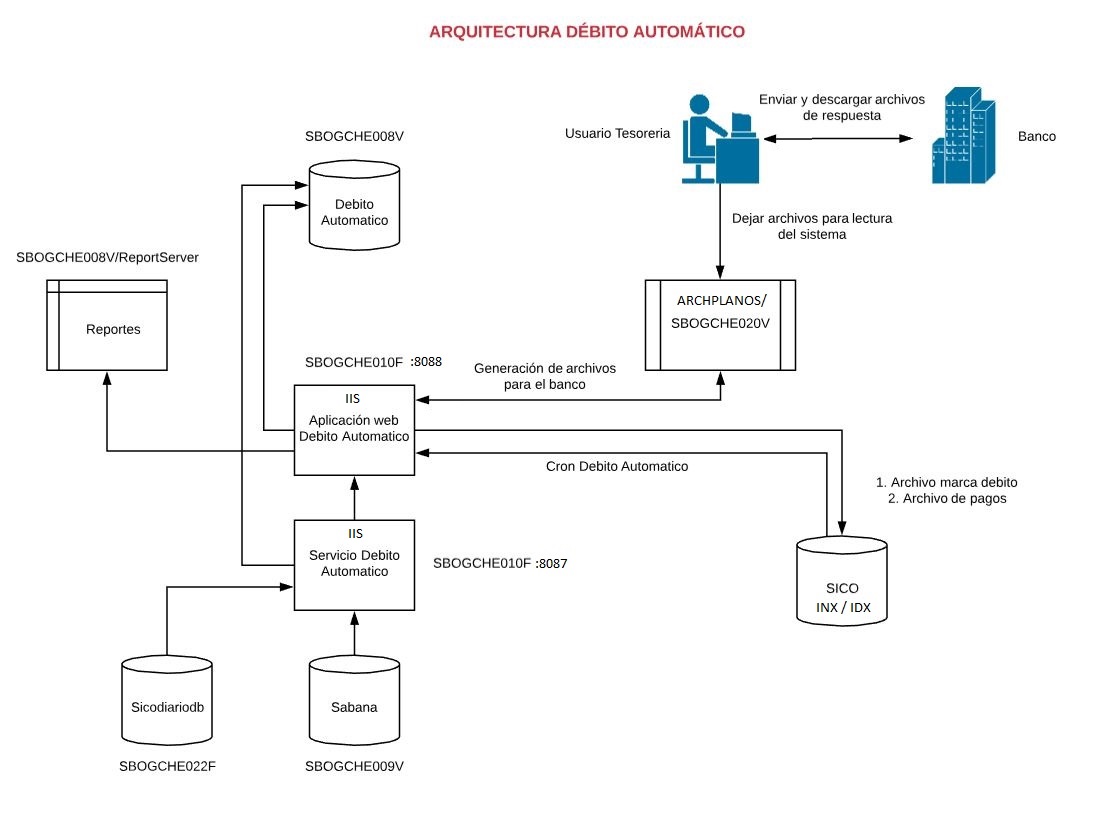 ARQUITECTURA DÉBITO AUTOMÁTICO
Enviar y descargar archivos
de respuesta
Usuario Tesoreria
Banco
SBOGCHE008V
Debito
Automatico
Dejar archivos para lectura
del sistema
SBOGCHE008V/ReportServer
Reportes
ARCHPLANOS/
SBOGCHE020V
SBOGCHE010F :8088
Generación de archivos
para el banco
IIS
Aplicación web
Debito Automatico
Cron Debito Automatico
1. Archivo marca debito
2. Archivo de pagos
IIS
Servicio Debito
Automatico
SBOGCHE010F :8087
SICO
INX / IDX
Sicodiariodb
Sabana
SBOGCHE022F
SBOGCHE009V